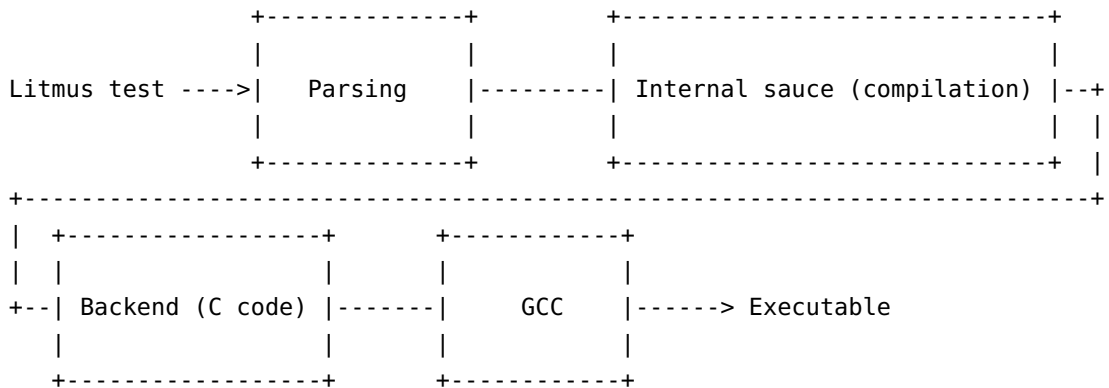 Litmus test ----> Parsing Internal sauce (compilation)
Backend (C code) GCC ------> Executable